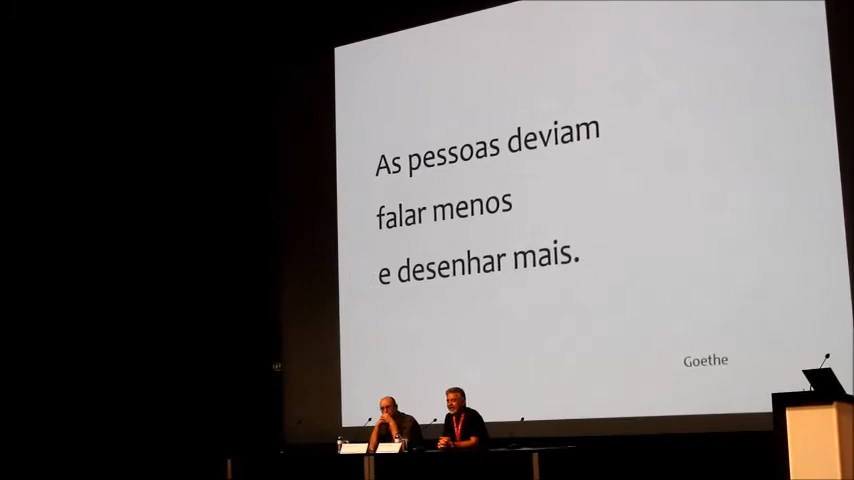 As pessoas deviam
falar menos
e desenhar mais.
Goethe